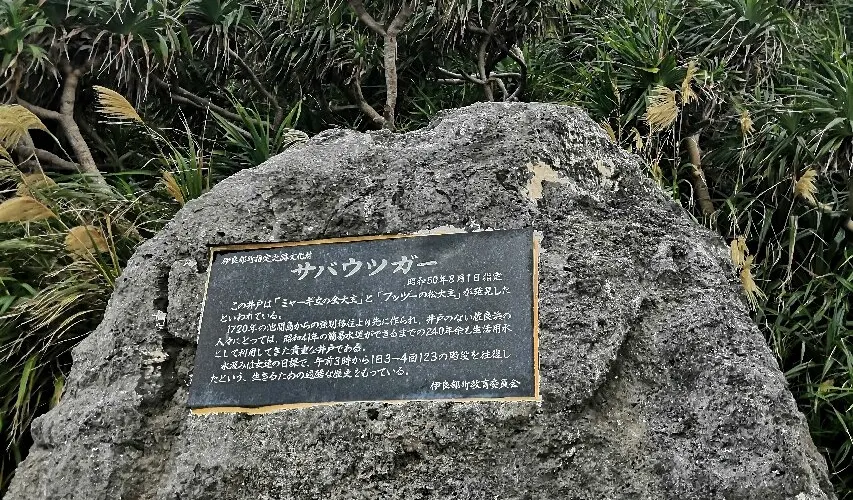 伊良部町指定史跡文化財
サバウツガー
昭和50年8月1日指定
この井戸は「ミャー年玄の金大主」と「フッヅーの松大主」が発見した
といわれている。
1720年の池間島からの強制移住より先に作られ、井戸のない佐良浜の
人々にとっては、昭和41年の簡易水道ができるまでの240年余も生活用水
として利用してきた貴重な井戸である。
水汲みは女達の日課で、午前3時から1日3〜4回123の階段を往復し
たという、生きるための過酷な歴史をもっている。
伊良部町教育委員会